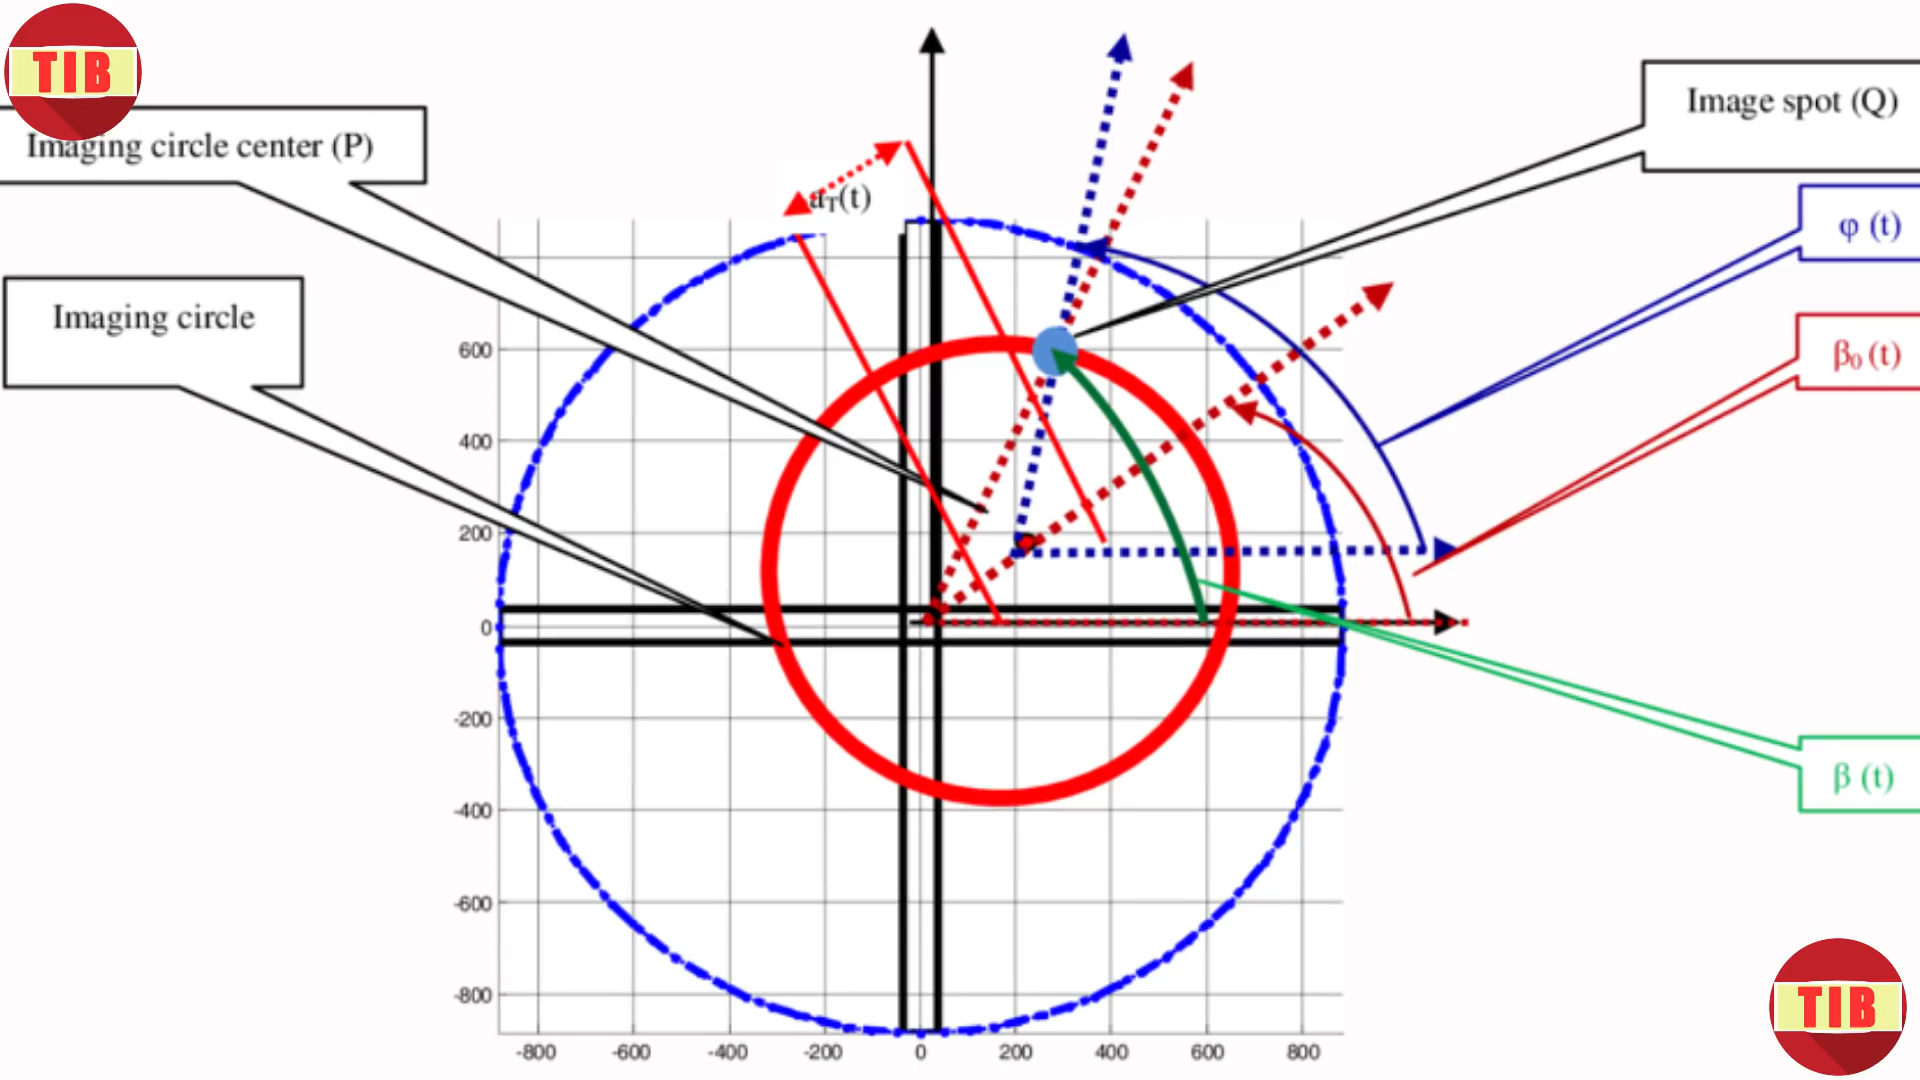 TIB
Imaging circle center (P)
Image spot (Q)
aT(t)
φ (t)
Imaging circle
β0 (t)
600
400
200
0
-200
β (t)
-400
-600
-800
-800 -600 -400 -200 0 200 400 600 800
TIB